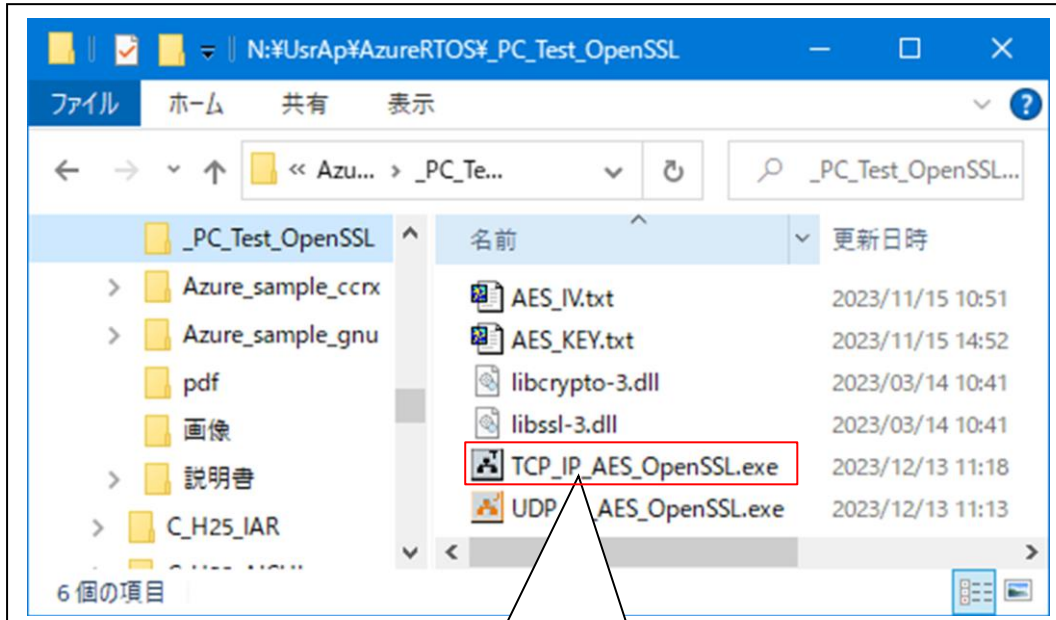 N:¥UsrAp¥AzureRTOS¥_PC_Test_OpenSSL
ファイル ホーム 共有 表示
« Azu... › _PC_Te... _PC_Test_OpenSSL...
_PC_Test_OpenSSL 名前 更新日時
Azure_sample_ccrx AES_IV.txt 2023/11/15 10:51
Azure_sample_gnu AES_KEY.txt 2023/11/15 14:52
pdf libcrypto-3.dll 2023/03/14 10:41
画像 libssl-3.dll 2023/03/14 10:41
説明書 TCP_IP_AES_OpenSSL.exe 2023/12/13 11:18
C_H25_IAR UDP _AES_OpenSSL.exe 2023/12/13 11:13
6 個の項目